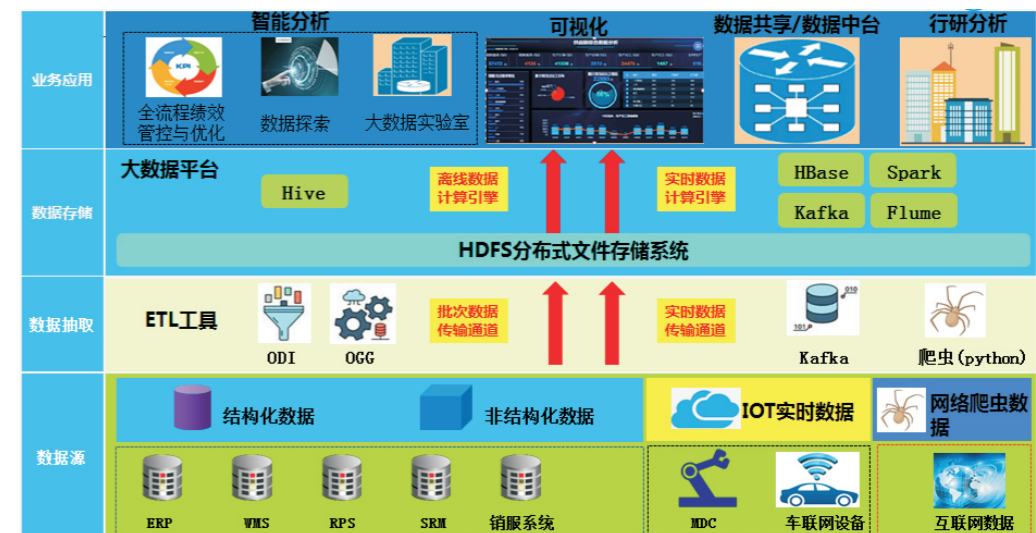 智能分析
可视化
数据共享/数据中台
行研分析
业务应用
KPI
全流程绩效
管控与优化
数据探索
大数据实验室
大数据平台
数据存储
Hive
离线数据
计算引擎
实时数据
计算引擎
HBase
Spark
Kafka
Flume
HDFS分布式文件存储系统
数据抽取
ETL工具
ODI
OGG
批次数据
传输通道
实时数据
传输通道
010
101
Kafka
爬虫(python)
数据源
结构化数据
非结构化数据
IOT实时数据
网络爬虫数
据
ERP
WMS
RPS
SRM
销服系统
MDC
车联网设备
互联网数据